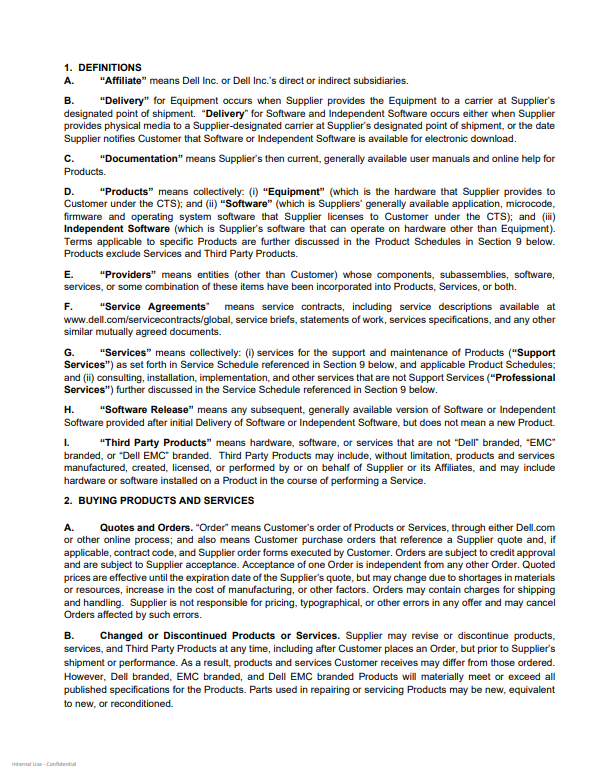 1. DEFINITIONS
A. “Affiliate” means Dell Inc. or Dell Inc.’s direct or indirect subsidiaries.
B. “Delivery” for Equipment occurs when Supplier provides the Equipment to a carrier at Supplier’s
designated point of shipment. “Delivery” for Software and Independent Software occurs either when Supplier
provides physical media to a Supplier-designated carrier at Supplier’s designated point of shipment, or the date
Supplier notifies Customer that Software or Independent Software is available for electronic download.
C. “Documentation” means Supplier’s then current, generally available user manuals and online help for
Products.
D. “Products” means collectively: (i) “Equipment” (which is the hardware that Supplier provides to
Customer under the CTS); and (ii) “Software” (which is Suppliers’ generally available application, microcode,
firmware and operating system software that Supplier licenses to Customer under the CTS); and (iii)
Independent Software (which is Supplier’s software that can operate on hardware other than Equipment).
Terms applicable to specific Products are further discussed in the Product Schedules in Section 9 below.
Products exclude Services and Third Party Products.
E. “Providers” means entities (other than Customer) whose components, subassemblies, software,
services, or some combination of these items have been incorporated into Products, Services, or both.
F. “Service Agreements” means service contracts, including service descriptions available at
www.dell.com/servicecontracts/global, service briefs, statements of work, services specifications, and any other
similar mutually agreed documents.
G. “Services” means collectively: (i) services for the support and maintenance of Products (“Support
Services”) as set forth in Service Schedule referenced in Section 9 below, and applicable Product Schedules;
and (ii) consulting, installation, implementation, and other services that are not Support Services (“Professional
Services”) further discussed in the Service Schedule referenced in Section 9 below.
H. “Software Release” means any subsequent, generally available version of Software or Independent
Software provided after initial Delivery of Software or Independent Software, but does not mean a new Product.
I. “Third Party Products” means hardware, software, or services that are not “Dell” branded, “EMC”
branded, or “Dell EMC” branded. Third Party Products may include, without limitation, products and services
manufactured, created, licensed, or performed by or on behalf of Supplier or its Affiliates, and may include
hardware or software installed on a Product in the course of performing a Service.
2. BUYING PRODUCTS AND SERVICES
A. Quotes and Orders. “Order” means Customer’s order of Products or Services, through either Dell.com
or other online process; and also means Customer purchase orders that reference a Supplier quote and, if
applicable, contract code, and Supplier order forms executed by Customer. Orders are subject to credit approval
and are subject to Supplier acceptance. Acceptance of one Order is independent from any other Order. Quoted
prices are effective until the expiration date of the Supplier’s quote, but may change due to shortages in materials
or resources, increase in the cost of manufacturing, or other factors. Orders may contain charges for shipping
and handling. Supplier is not responsible for pricing, typographical, or other errors in any offer and may cancel
Orders affected by such errors.
B. Changed or Discontinued Products or Services. Supplier may revise or discontinue products,
services, and Third Party Products at any time, including after Customer places an Order, but prior to Supplier’s
shipment or performance. As a result, products and services Customer receives may differ from those ordered.
However, Dell branded, EMC branded, and Dell EMC branded Products will materially meet or exceed all
published specifications for the Products. Parts used in repairing or servicing Products may be new, equivalent
to new, or reconditioned.
Internal Use - Confidential